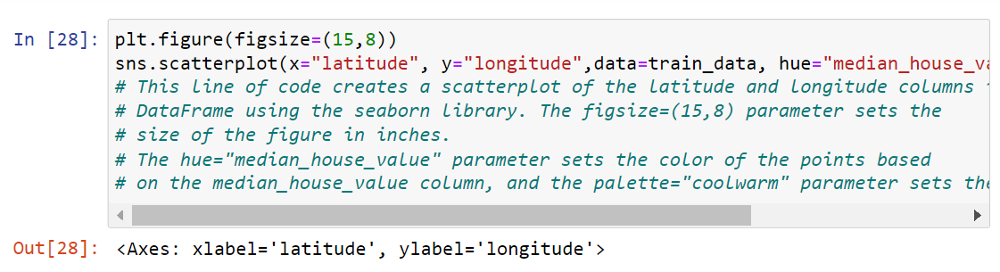 In [28]: plt.figure(figsize=(15,8))
sns.scatterplot(x="latitude", y="longitude",data=train_data, hue="median_house_va
# This line of code creates a scatterplot of the latitude and longitude columns
# DataFrame using the seaborn library. The figsize=(15,8) parameter sets the
# size of the figure in inches.
# The hue="median_house_value" parameter sets the color of the points based
# on the median_house_value column, and the palette="coolwarm" parameter sets the
Out[28]: <Axes: xlabel='latitude', ylabel='longitude'>